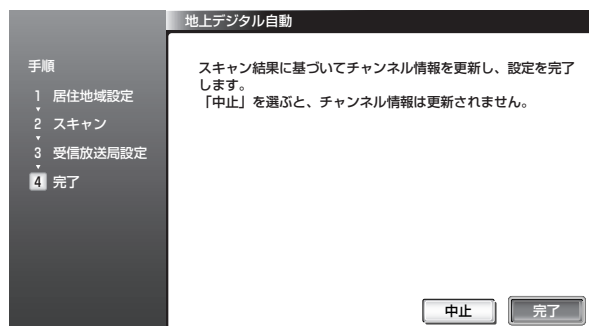 地上デジタル自動
手順
1 居住地域設定
2 スキャン
3 受信放送局設定
4 完了
スキャン結果に基づいてチャンネル情報を更新し、設定を完了
します。
「中止」を選ぶと、チャンネル情報は更新されません。
中止
完了